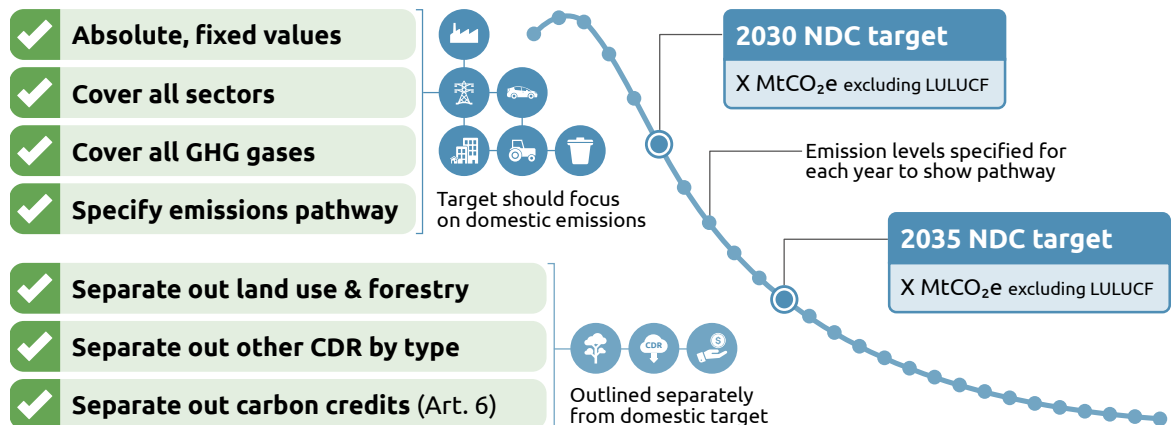 Absolute, fixed values
Cover all sectors
Cover all GHG gases
Specify emissions pathway
Target should focus
on domestic emissions
2030 NDC target
X MtCO₂e excluding LULUCF
Emission levels specified for
each year to show pathway
2035 NDC target
X MtCO₂e excluding LULUCF
Separate out land use & forestry
Separate out other CDR by type
Separate out carbon credits (Art. 6)
CDR
S
Outlined separately
from domestic target